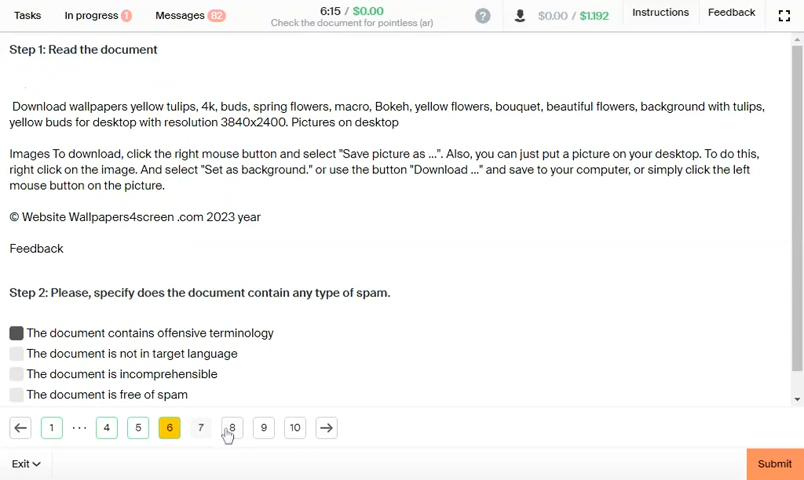 Tasks In progress 1 Messages 82 6:15 / $0.00 ? $0.00 / $1.192 Instructions Feedback
Check the document for pointless (ar)
Step 1: Read the document
Download wallpapers yellow tulips, 4k, buds, spring flowers, macro, Bokeh, yellow flowers, bouquet, beautiful flowers, background with tulips,
yellow buds for desktop with resolution 3840x2400. Pictures on desktop
Images To download, click the right mouse button and select "Save picture as ...". Also, you can just put a picture on your desktop. To do this,
right click on the image. And select "Set as background." or use the button "Download ..." and save to your computer, or simply click the left
mouse button on the picture.
© Website Wallpapers4screen .com 2023 year
Feedback
Step 2: Please, specify does the document contain any type of spam.
The document contains offensive terminology
The document is not in target language
The document is incomprehensible
The document is free of spam
1 ... 4 5 6 7 8 9 10
Exit Submit